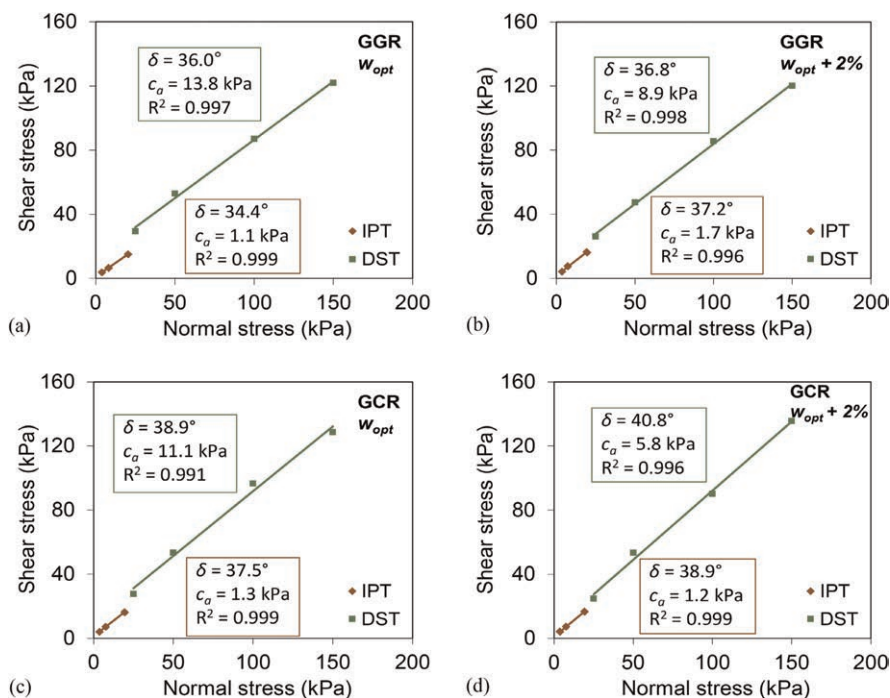 160
120
80
40
0
Shear stress (kPa)
GGR
w_opt
δ = 36.0°
c_a = 13.8 kPa
R² = 0.997
δ = 34.4°
c_a = 1.1 kPa
R² = 0.999
IPT
DST
0 50 100 150 200
Normal stress (kPa)
(a)
160
120
80
40
0
Shear stress (kPa)
GGR
w_opt + 2%
δ = 36.8°
c_a = 8.9 kPa
R² = 0.998
δ = 37.2°
c_a = 1.7 kPa
R² = 0.996
IPT
DST
0 50 100 150 200
Normal stress (kPa)
(b)
160
120
80
40
0
Shear stress (kPa)
GCR
w_opt
δ = 38.9°
c_a = 11.1 kPa
R² = 0.991
δ = 37.5°
c_a = 1.3 kPa
R² = 0.999
IPT
DST
0 50 100 150 200
Normal stress (kPa)
(c)
160
120
80
40
0
Shear stress (kPa)
GCR
w_opt + 2%
δ = 40.8°
c_a = 5.8 kPa
R² = 0.996
δ = 38.9°
c_a = 1.2 kPa
R² = 0.999
IPT
DST
0 50 100 150 200
Normal stress (kPa)
(d)